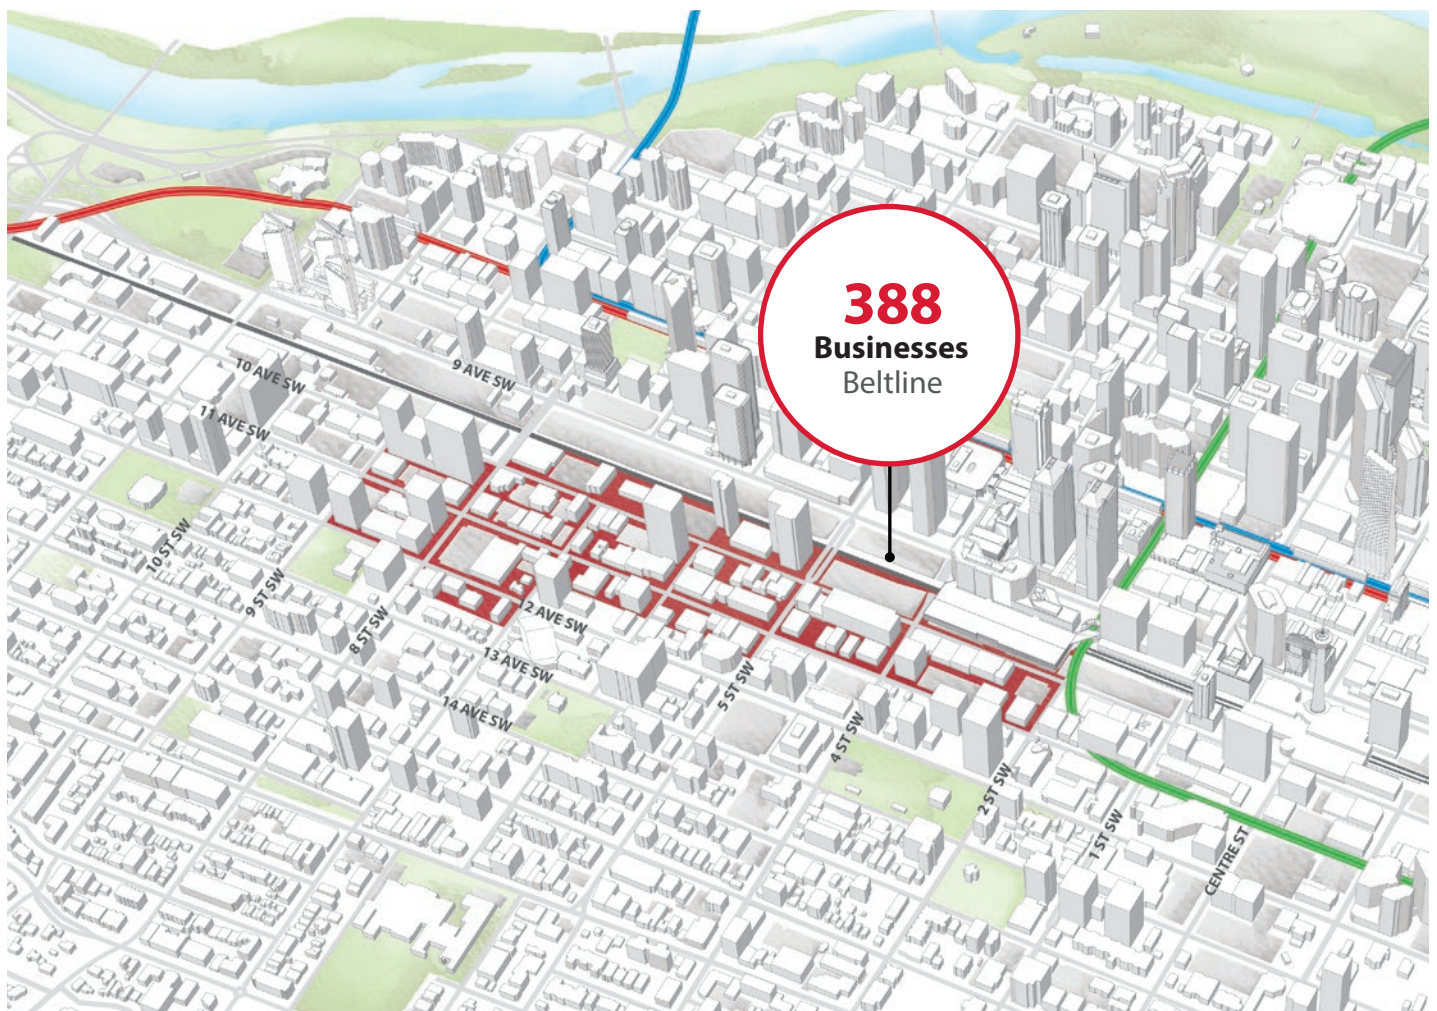 388
Businesses
Beltline
9 AVE SW
10 AVE SW
11 AVE SW
10 ST SW
9 ST SW
8 ST SW
12 AVE SW
13 AVE SW
14 AVE SW
5 ST SW
4 ST SW
2 ST SW
1 ST SW
CENTRE ST